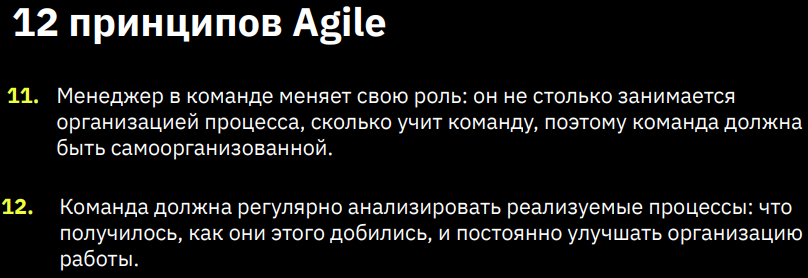 12 принципов Agile
11. Менеджер в команде меняет свою роль: он не столько занимается
организацией процесса, сколько учит команду, поэтому команда должна
быть самоорганизованной.
12. Команда должна регулярно анализировать реализуемые процессы: что
получилось, как они этого добились, и постоянно улучшать организацию
работы.